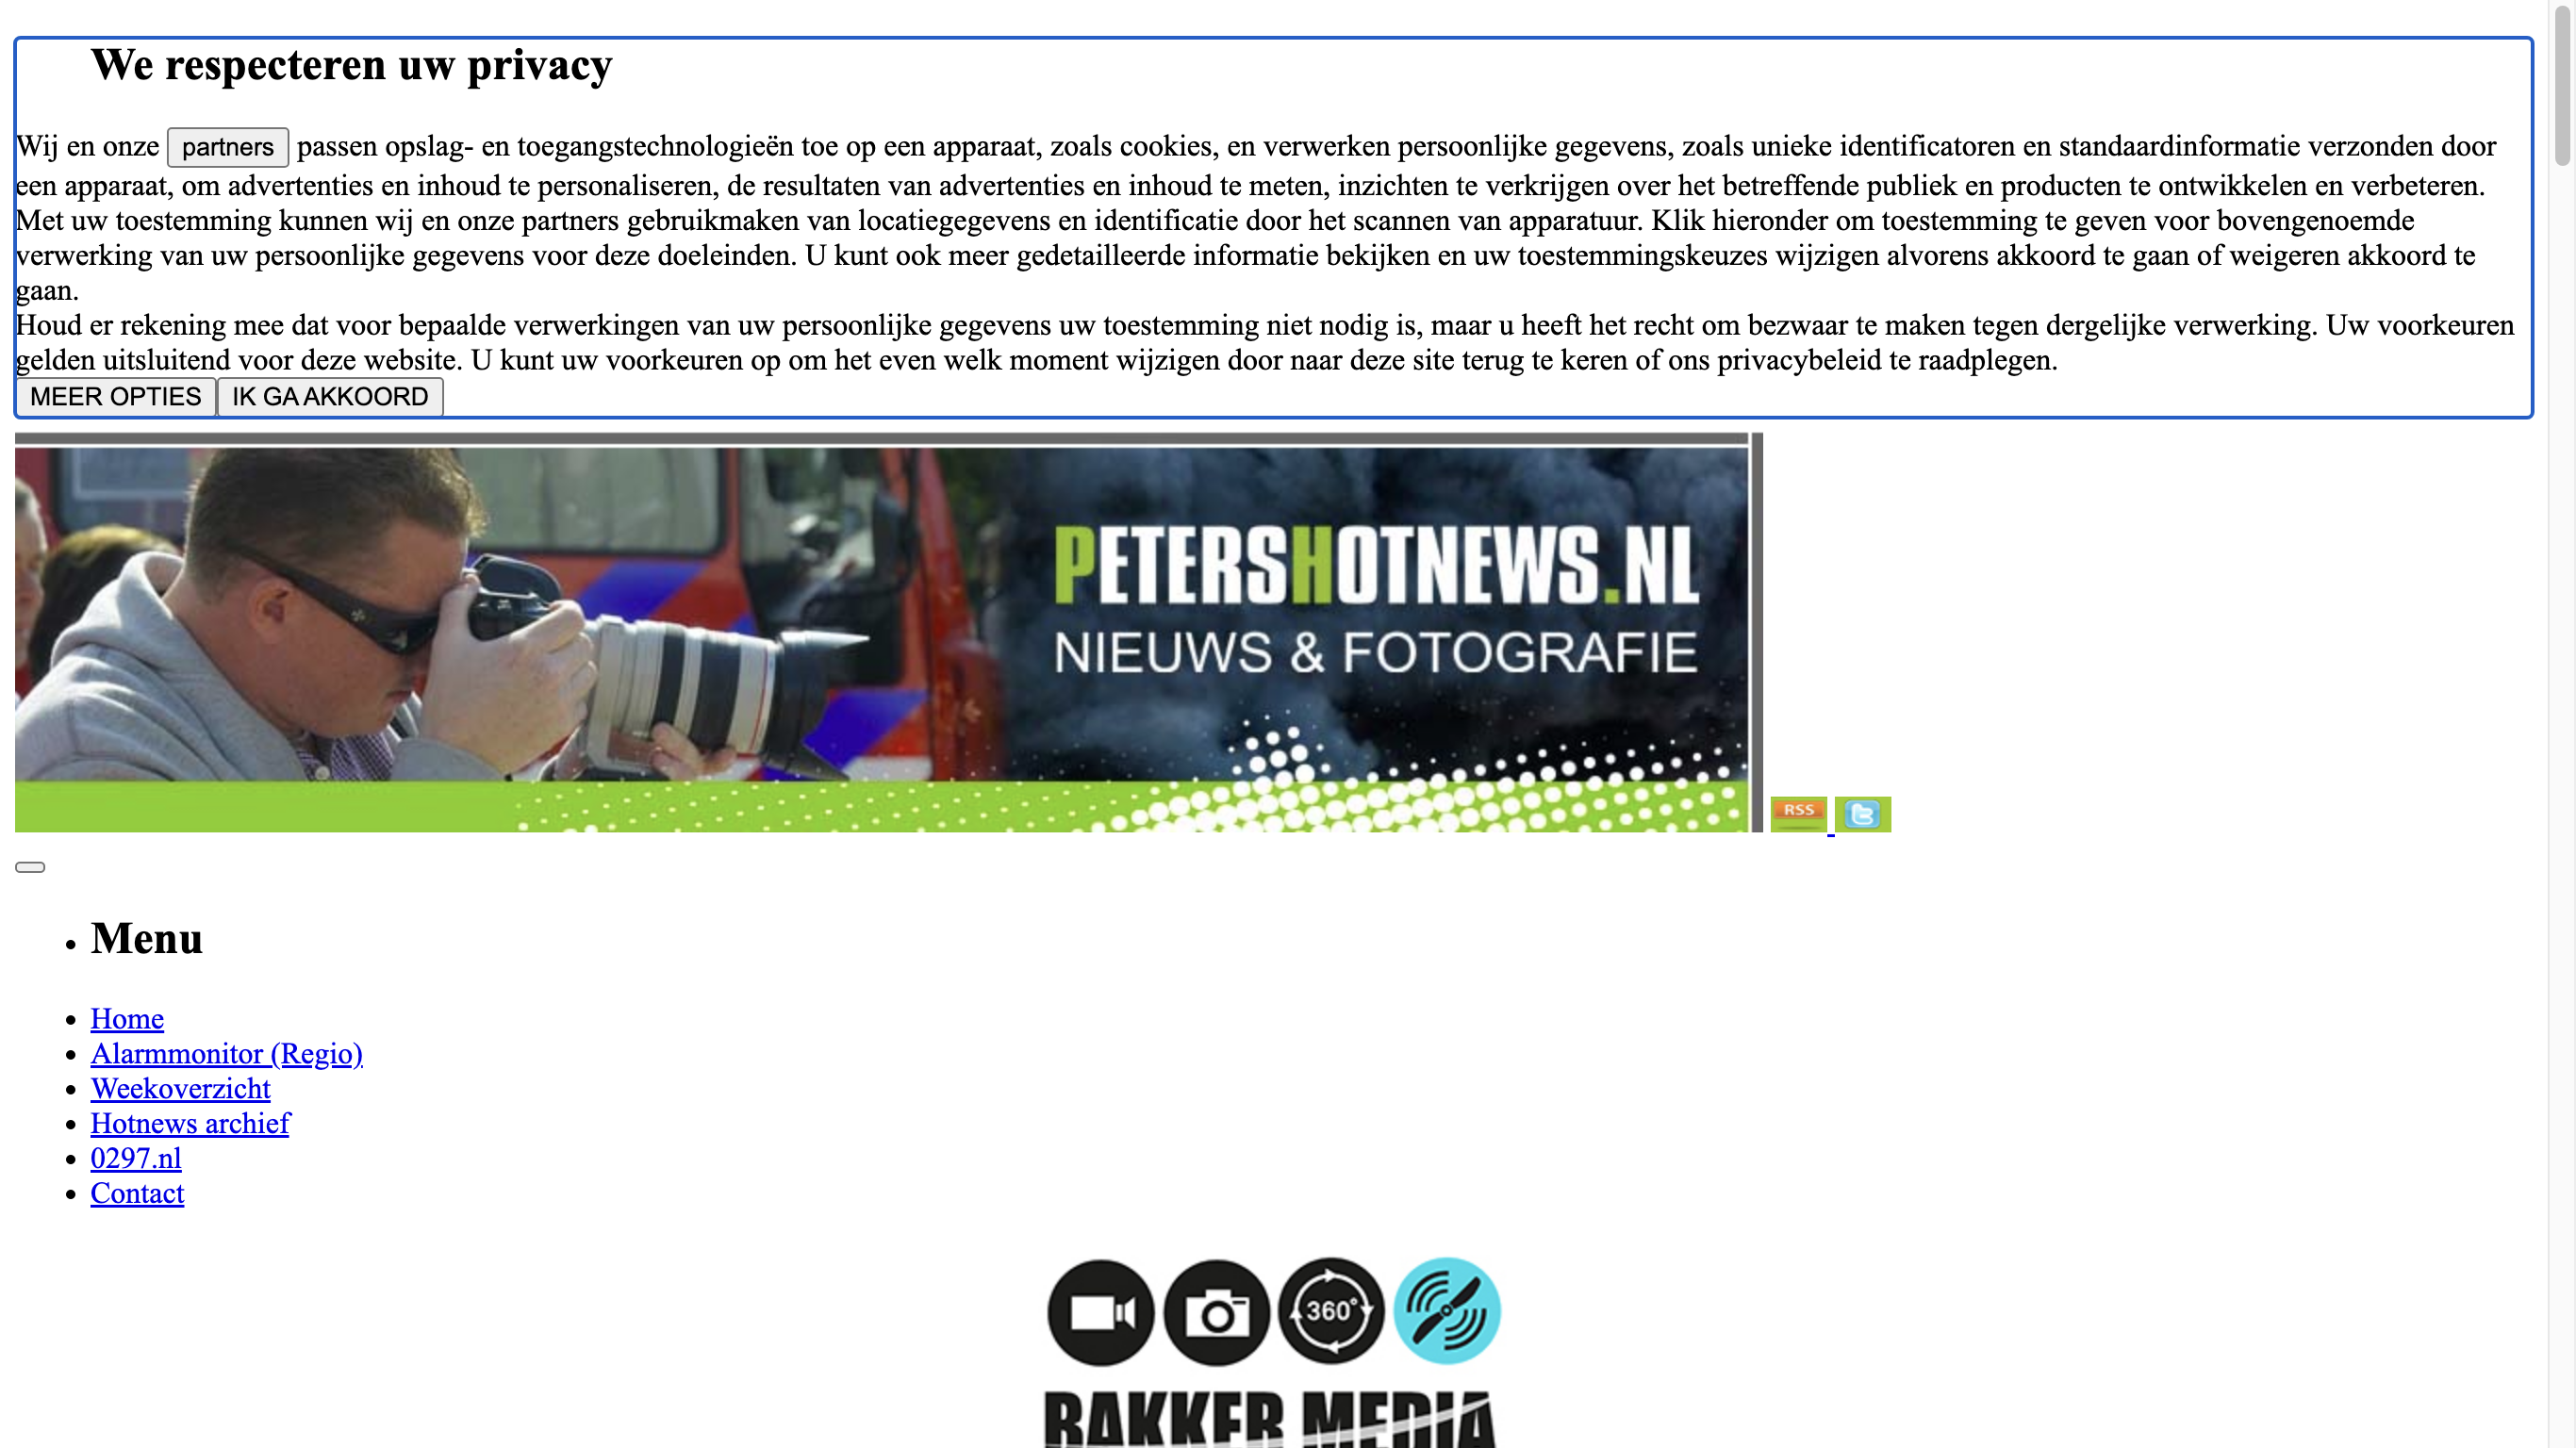 We respecteren uw privacy
Wij en onze partners passen opslag- en toegangstechnologieën toe op een apparaat, zoals cookies, en verwerken persoonlijke gegevens, zoals unieke identificatoren en standaardinformatie verzonden door
een apparaat, om advertenties en inhoud te personaliseren, de resultaten van advertenties en inhoud te meten, inzichten te verkrijgen over het betreffende publiek en producten te ontwikkelen en verbeteren.
Met uw toestemming kunnen wij en onze partners gebruikmaken van locatiegegevens en identificatie door het scannen van apparatuur. Klik hieronder om toestemming te geven voor bovengenoemde
verwerking van uw persoonlijke gegevens voor deze doeleinden. U kunt ook meer gedetailleerde informatie bekijken en uw toestemmingskeuzes wijzigen alvorens akkoord te gaan of weigeren akkoord te
gaan.
Houd er rekening mee dat voor bepaalde verwerkingen van uw persoonlijke gegevens uw toestemming niet nodig is, maar u heeft het recht om bezwaar te maken tegen dergelijke verwerking. Uw voorkeuren
gelden uitsluitend voor deze website. U kunt uw voorkeuren op om het even welk moment wijzigen door naar deze site terug te keren of ons privacybeleid te raadplegen.
MEER OPTIES IK GA AKKOORD
PETERSHOTNEWS.NL
NIEUWS & FOTOGRAFIE
RSS
Menu
Home
Alarmmonitor (Regio)
Weekoverzicht
Hotnews archief
0297.nl
Contact
360°
BAKKER MEDIA